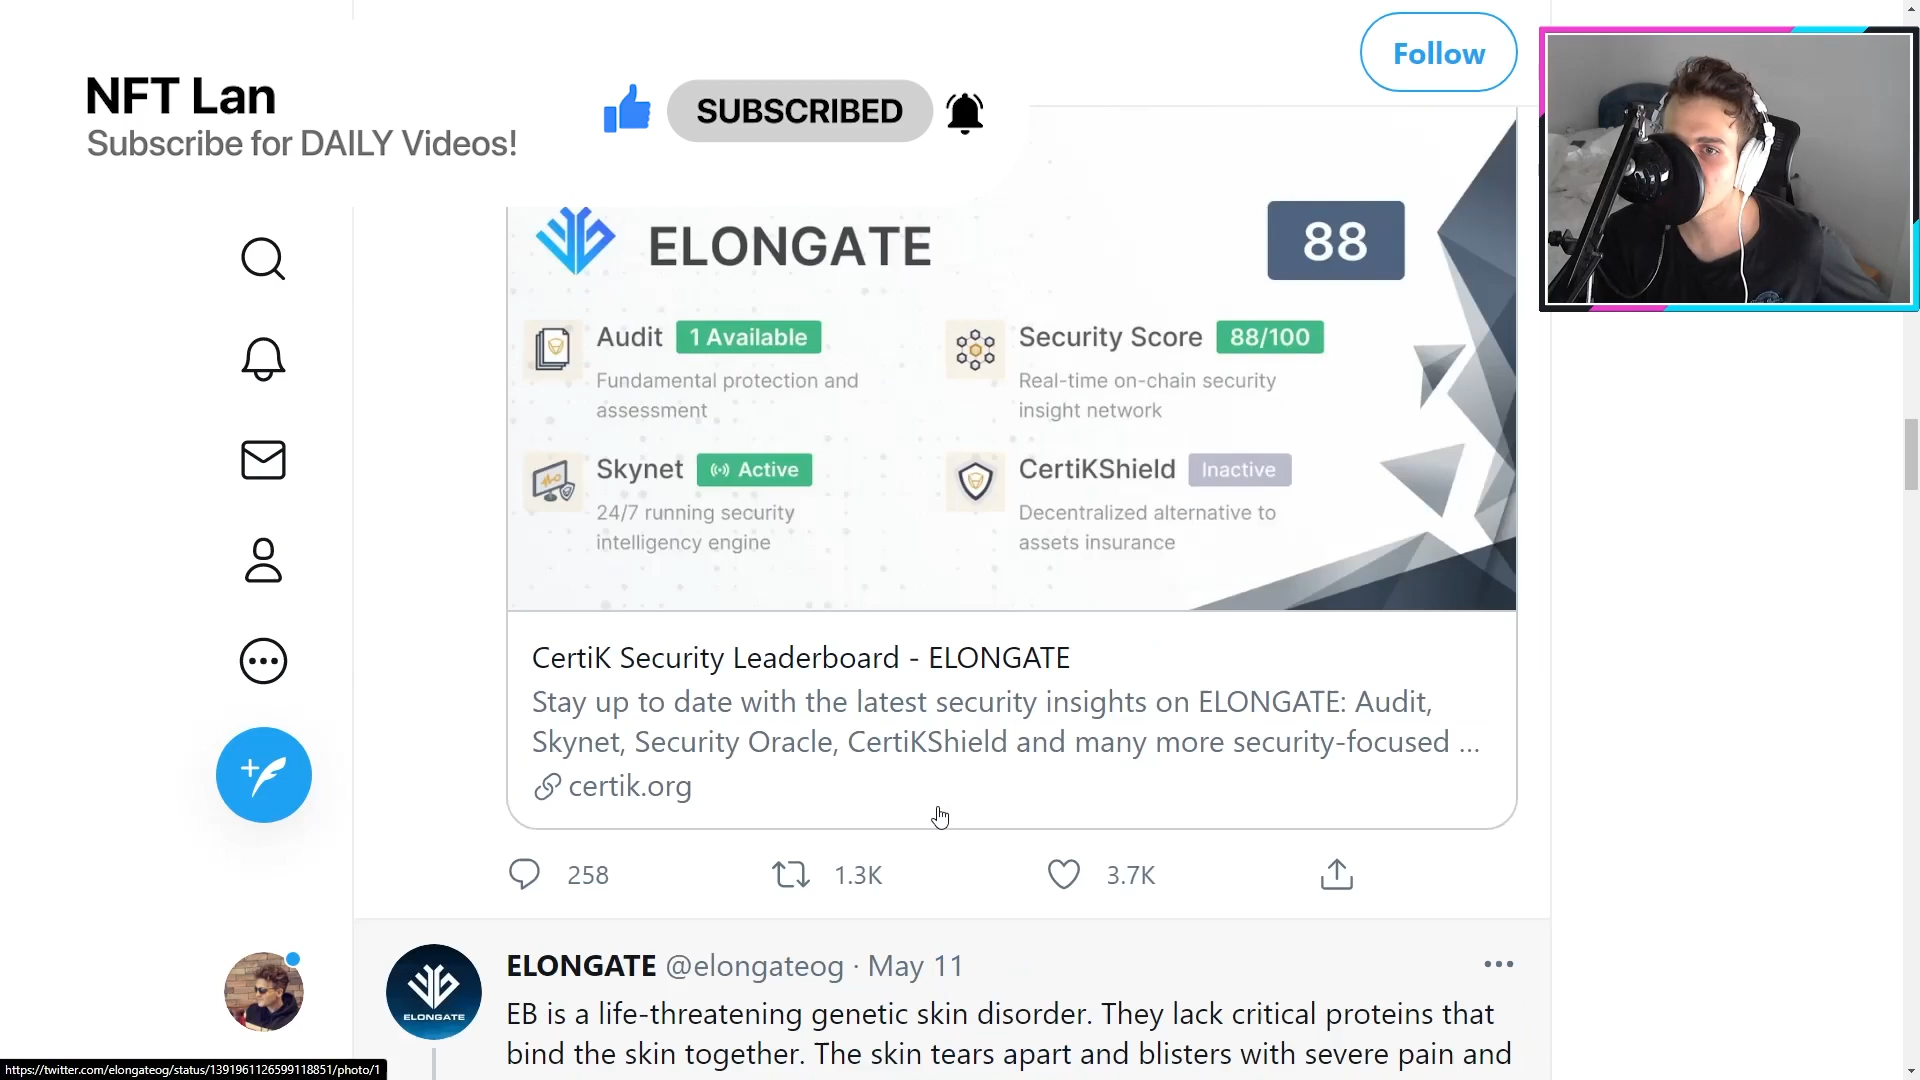 Follow
NFT Lan
Subscribe for DAILY Videos!
SUBSCRIBED
ELONGATE
88
Audit 1 Available
Fundamental protection and
assessment
Security Score 88/100
Real-time on-chain security
insight network
Skynet Active
24/7 running security
intelligency engine
CertiKShield Inactive
Decentralized alternative to
assets insurance
CertiK Security Leaderboard - ELONGATE
Stay up to date with the latest security insights on ELONGATE: Audit,
Skynet, Security Oracle, CertiKShield and many more security-focused ...
certik.org
258 1.3K 3.7K
ELONGATE @elongateog · May 11
ELONGATE
EB is a life-threatening genetic skin disorder. They lack critical proteins that
bind the skin together. The skin tears apart and blisters with severe pain and
https://twitter.com/elongateog/status/1391961126599118851/photo/1